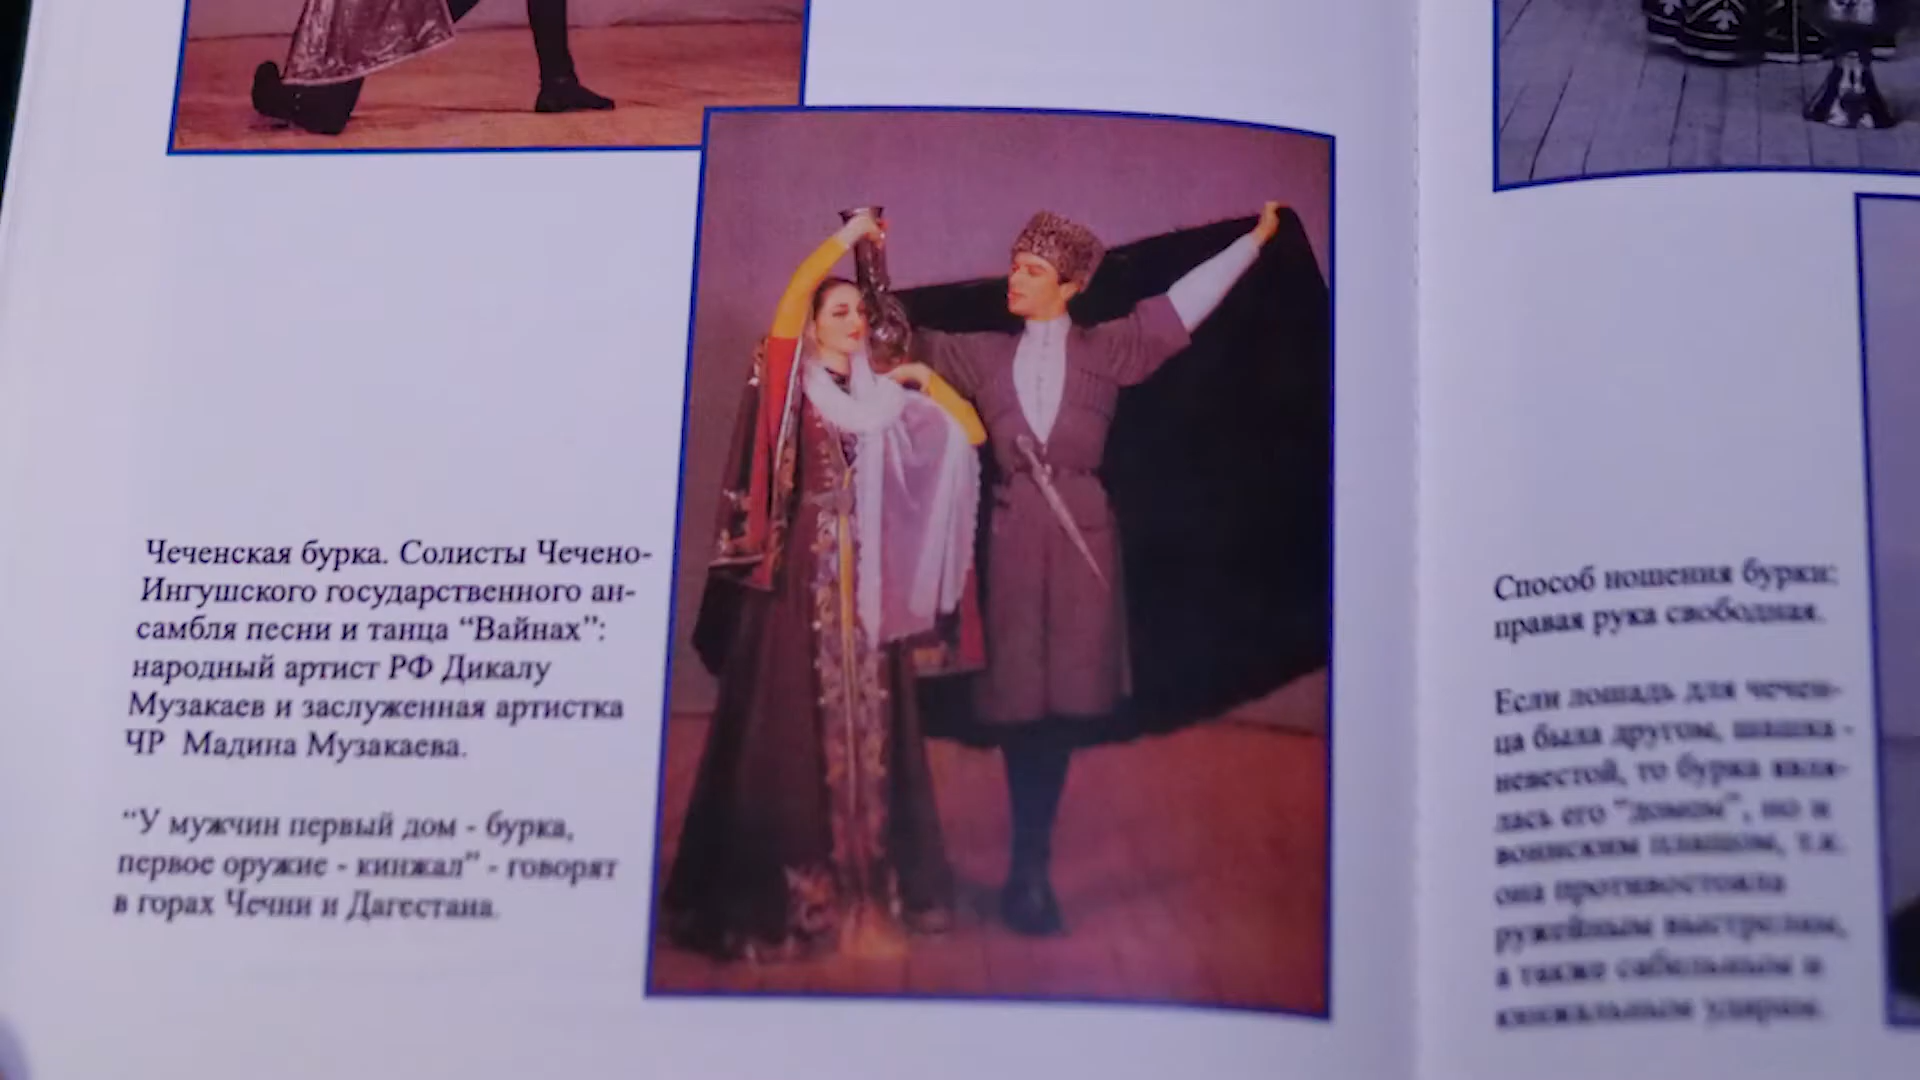 Чеченская бурка. Солисты Чечено-
Ингушского государственного ан-
самбля песни и танца “Вайнах”:
народный артист РФ Дикалу
Музакаев и заслуженная артистка
ЧР Мадина Музакаева.
“У мужчин первый дом - бурка,
первое оружие - кинжал” - говорят
в горах Чечни и Дагестана.
Способ ношения бурки:
правая рука свободная.
Если лошадь для чечен-
ца была другом, шашка -
невестой, то бурка явля-
лась его "домом", но и
воинским плащом, т.к.
она противостояла
ружейным выстрелам,
а также сабельным и
кинжальным ударам.